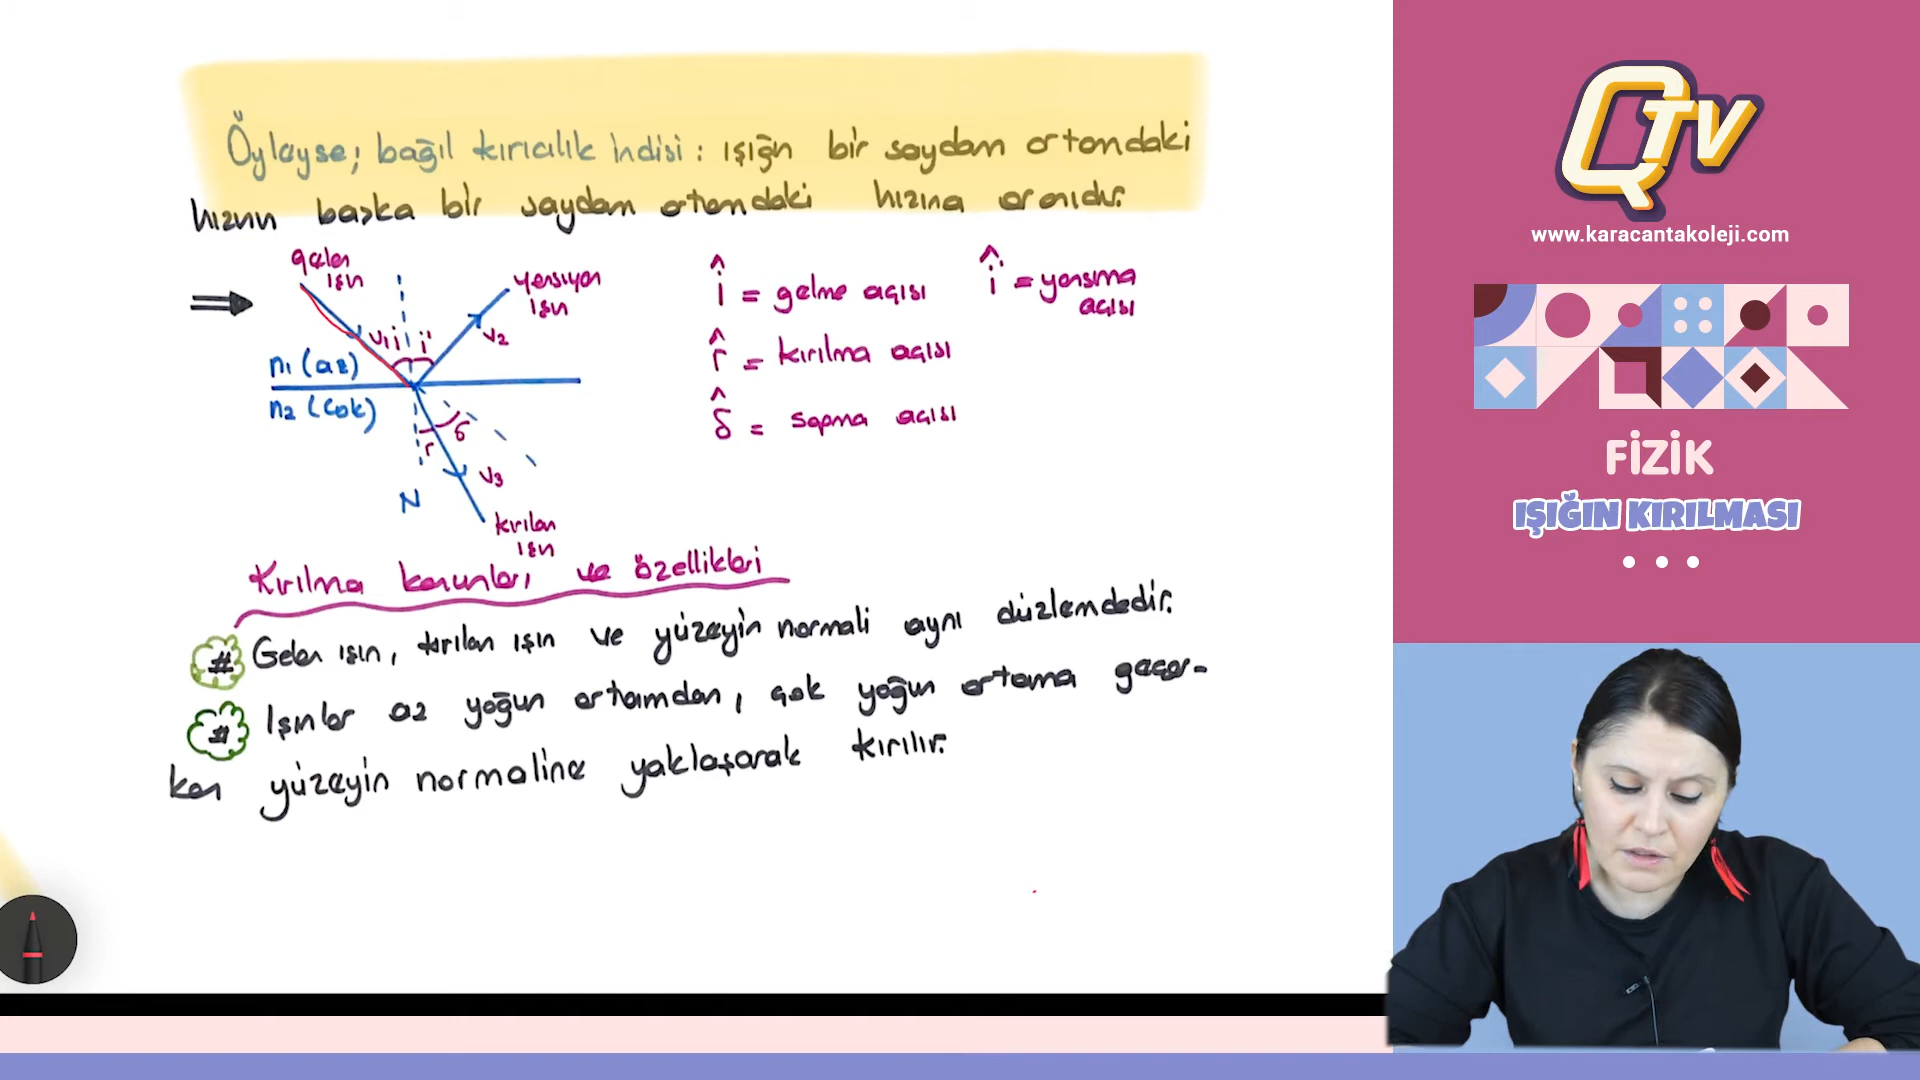 Öyleyse; bağıl kırıcılık indisi: ışığın bir saydam ortamdaki
hızının başka bir saydam ortamdaki hızına oranıdır.
gelen
ışın
yansıyan
ışın
V1
i
i'
V2
n1 (az)
n2 (çok)
r
δ
V3
N
kırılan
ışın
î = gelme açısı
î' = yansıma
açısı
r̂ = kırılma açısı
δ̂ = sapma açısı
Kırılma kanunları ve özellikleri
# Gelen ışın, kırılan ışın ve yüzeyin normali aynı düzlemdedir.
# Işınlar az yoğun ortamdan, çok yoğun ortama geçer-
ken yüzeyin normaline yaklaşarak kırılır.
QTV
www.karacantakoleji.com
FİZİK
IŞIĞIN KIRILMASI